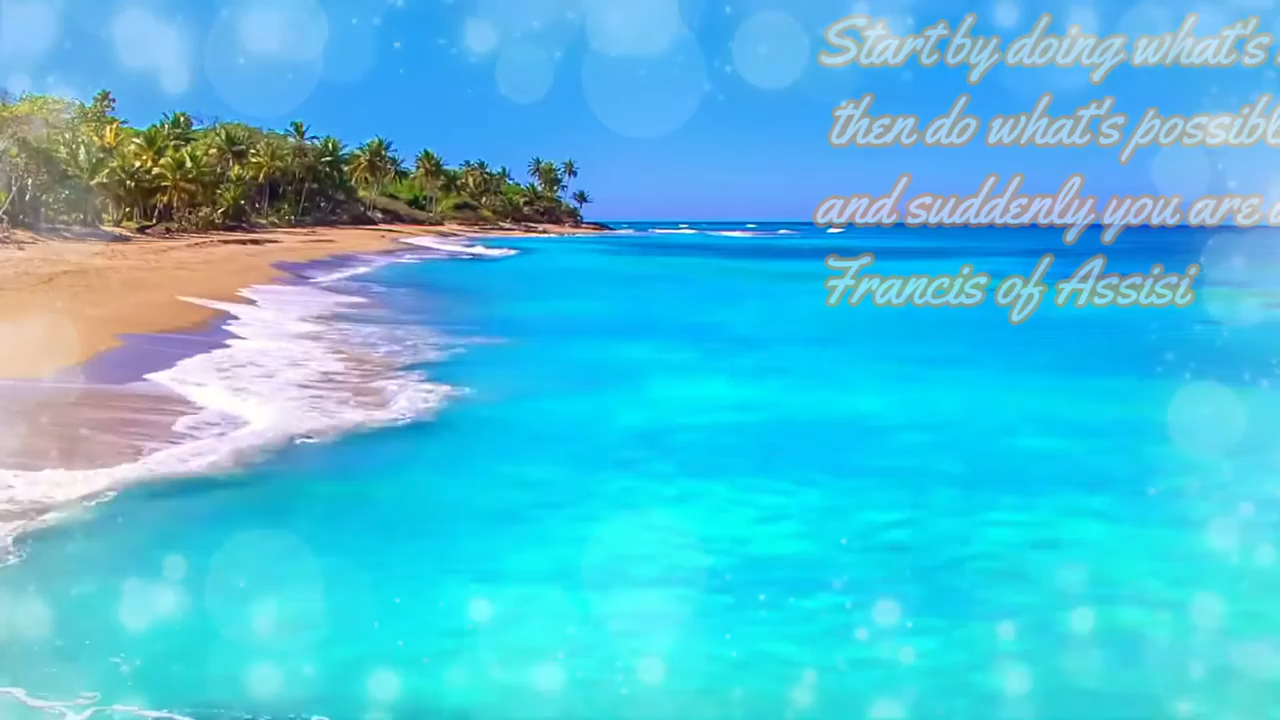 Start by doing what's
then do what's possibl
and suddenly you are
Francis of Assisi